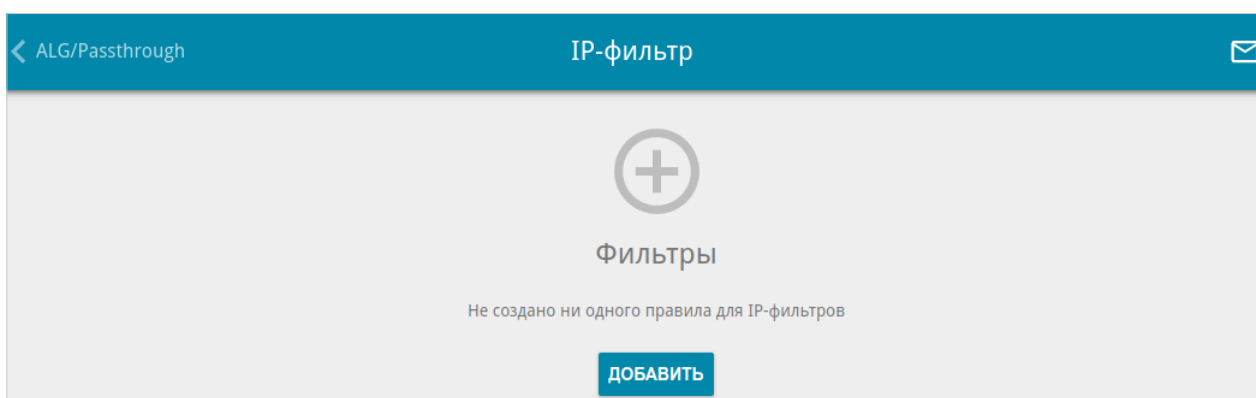 ALG/Passthrough
IP-фильтр
Фильтры
Не создано ни одного правила для IP-фильтров
ДОБАВИТЬ